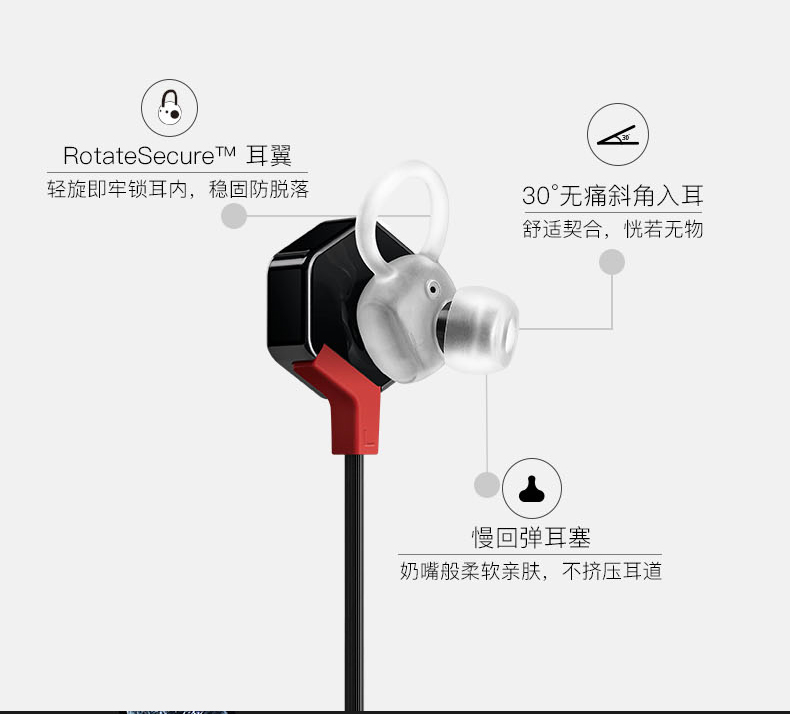 RotateSecure™ 耳翼
轻旋即牢锁耳内，稳固防脱落
30
30°无痛斜角入耳
舒适契合，恍若无物
L
慢回弹耳塞
奶嘴般柔软亲肤，不挤压耳道